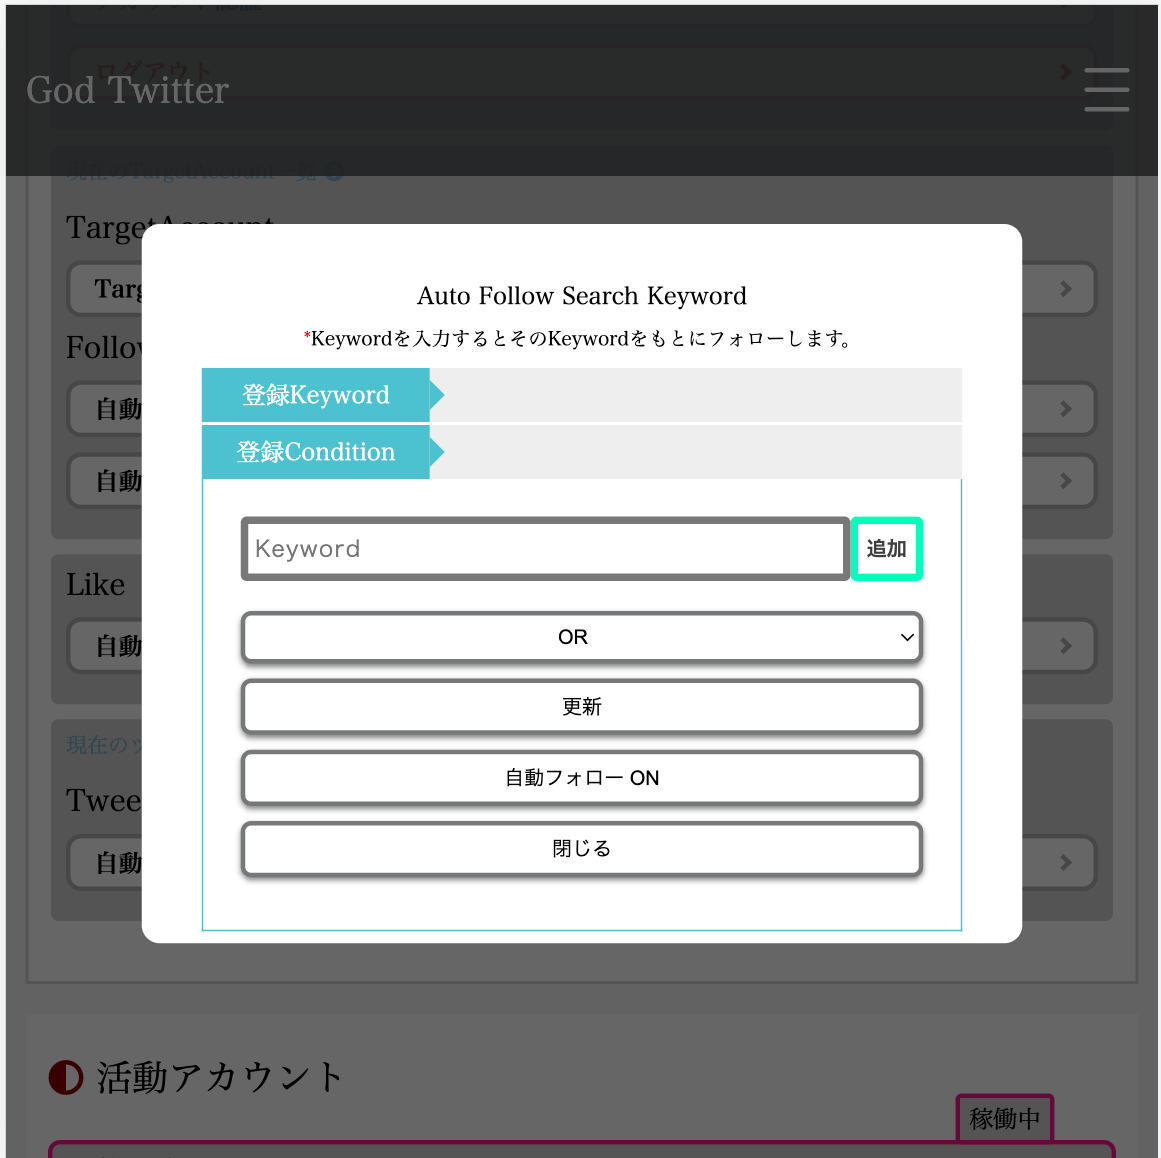 ログアウト
God Twitter
現在のTargetAccount一覧
TargetAccount
Targ
Follow
自動
自動
Like
自動
現在のツ
Twee
自動
Auto Follow Search Keyword
*Keywordを入力するとそのKeywordをもとにフォローします。
登録Keyword
登録Condition
Keyword
追加
OR
更新
自動フォロー ON
閉じる
活動アカウント
稼働中